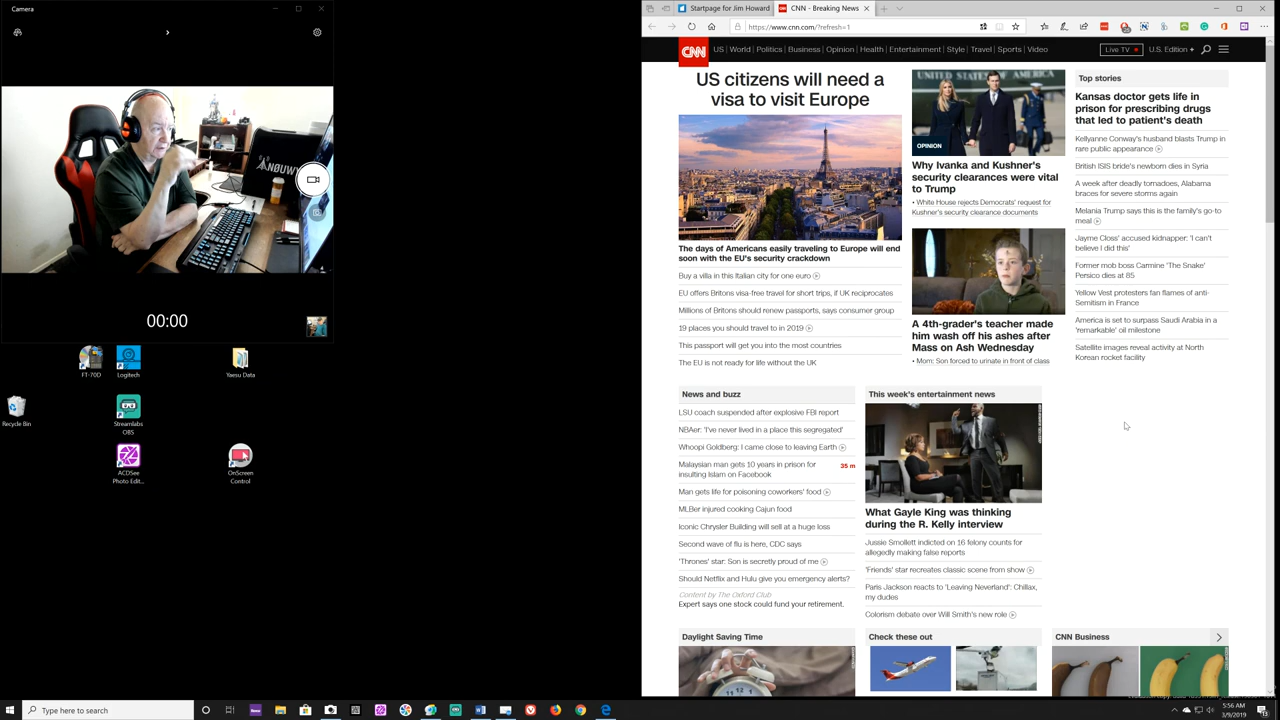 Camera
00:00
FT-70D
Logitech
Yaesu Data
Recycle Bin
Streamlabs
OBS
ACDSee
Photo Edit...
OnScreen
Control
Type here to search
Startpage for Jim Howard
CNN - Breaking News
https://www.cnn.com/?refresh=1
CNN
US
World
Politics
Business
Opinion
Health
Entertainment
Style
Travel
Sports
Video
Live TV
U.S. Edition
US citizens will need a
visa to visit Europe
The days of Americans easily traveling to Europe will end
soon with the EU's security crackdown
Buy a villa in this Italian city for one euro
EU offers Britons visa-free travel for short trips, if UK reciprocates
Millions of Britons should renew passports, says consumer group
19 places you should travel to in 2019
This passport will get you into the most countries
The EU is not ready for life without the UK
UNITED STATES
OPINION
Why Ivanka and Kushner's
security clearances were vital
to Trump
• White House rejects Democrats' request for
Kushner's security clearance documents
A 4th-grader's teacher made
him wash off his ashes after
Mass on Ash Wednesday
• Mom: Son forced to urinate in front of class
Top stories
Kansas doctor gets life in
prison for prescribing drugs
that led to patient's death
Kellyanne Conway's husband blasts Trump in
rare public appearance
British ISIS bride's newborn dies in Syria
A week after deadly tornadoes, Alabama
braces for severe storms again
Melania Trump says this is the family's go-to
meal
Jayme Closs' accused kidnapper: 'I can't
believe I did this'
Former mob boss Carmine 'The Snake'
Persico dies at 85
Yellow Vest protesters fan flames of anti-
Semitism in France
America is set to surpass Saudi Arabia in a
'remarkable' oil milestone
Satellite images reveal activity at North
Korean rocket facility
News and buzz
LSU coach suspended after explosive FBI report
NBAer: 'I've never lived in a place this segregated'
Whoopi Goldberg: I came close to leaving Earth
Malaysian man gets 10 years in prison for
insulting Islam on Facebook
35 m
Man gets life for poisoning coworkers' food
MLBer injured cooking Cajun food
Iconic Chrysler Building will sell at a huge loss
Second wave of flu is here, CDC says
'Thrones' star: Son is secretly proud of me
Should Netflix and Hulu give you emergency alerts?
Content by The Oxford Club
Expert says one stock could fund your retirement.
This week's entertainment news
What Gayle King was thinking
during the R. Kelly interview
Jussie Smollett indicted on 16 felony counts for
allegedly making false reports
'Friends' star recreates classic scene from show
Paris Jackson reacts to 'Leaving Neverland': Chillax,
my dudes
Colorism debate over Will Smith's new role
Daylight Saving Time
Check these out
CNN Business
5:56 AM
3/9/2019